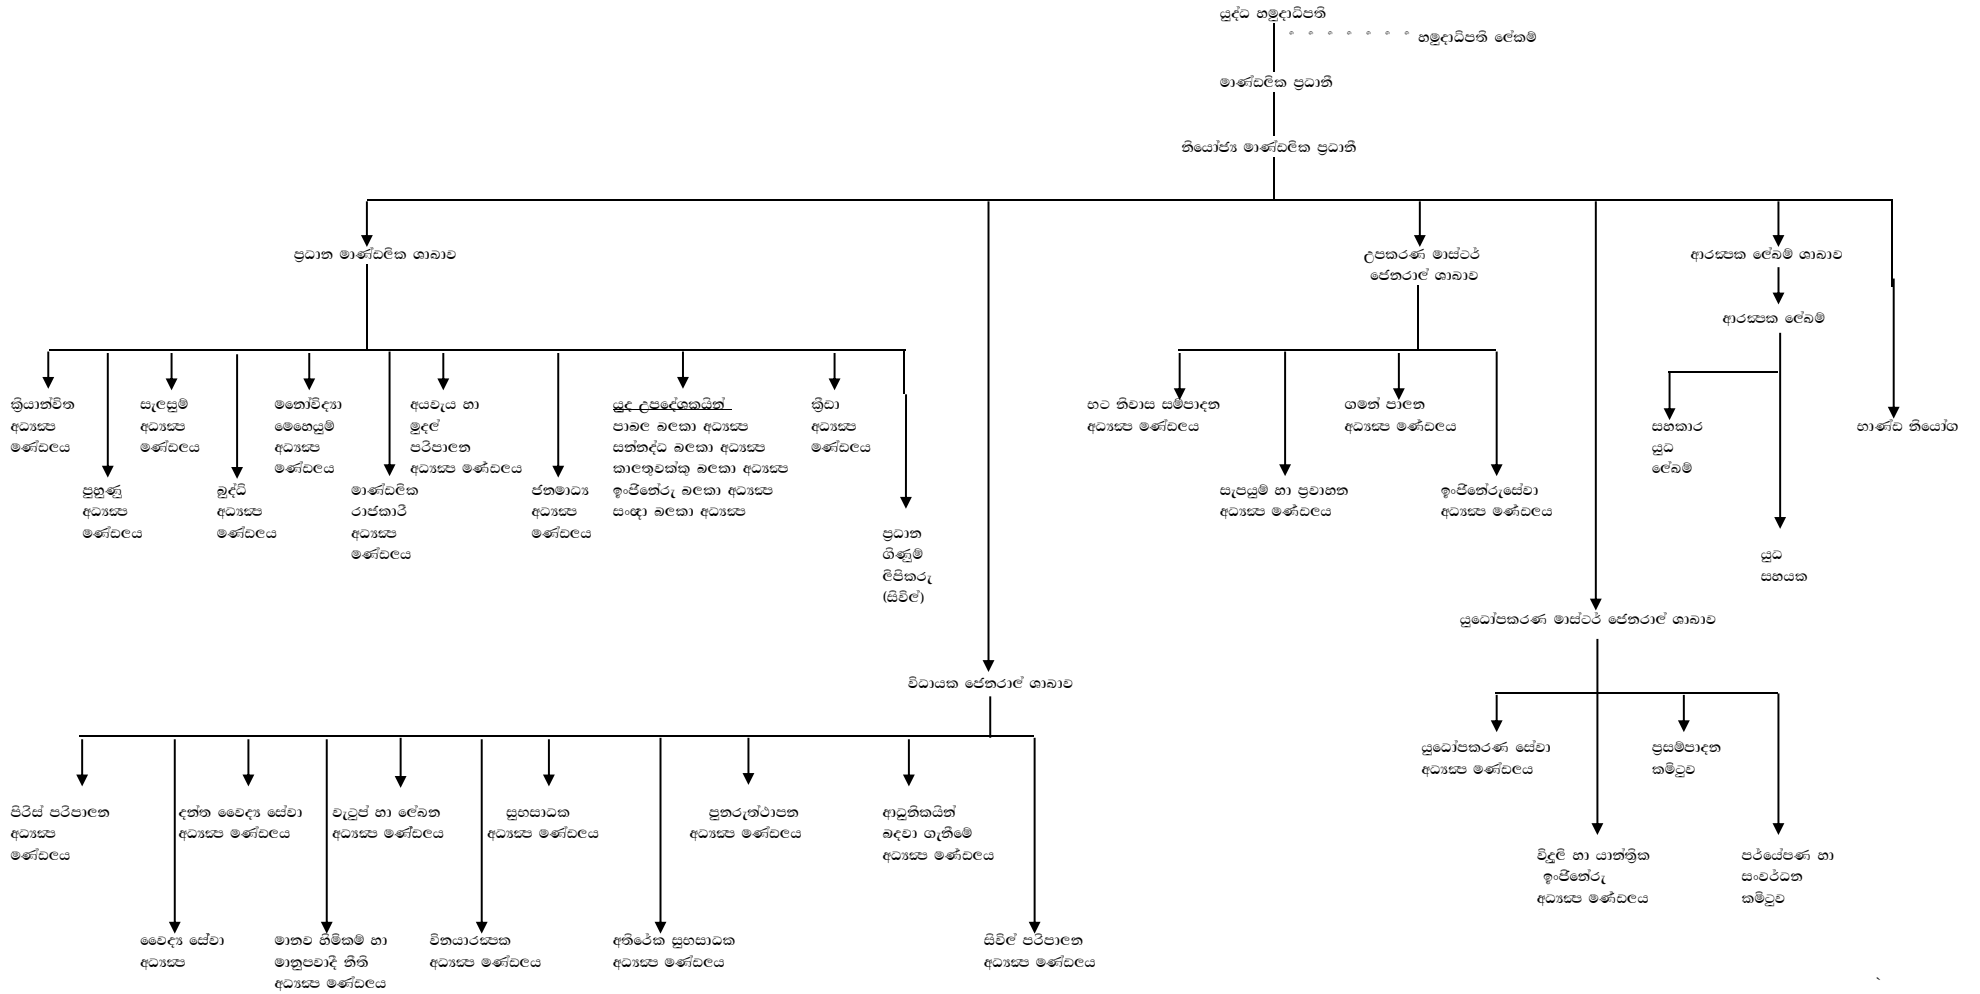 යුද්ධ හමුදාධිපති
හමුදාධිපති ලේකම්
මාණ්ඩලික ප්‍රධානී
නියෝජ්‍ය මාණ්ඩලික ප්‍රධානී
ප්‍රධාන මාණ්ඩලික ශාඛාව
උපකරණ මාස්ටර්
ජෙනරාල් ශාඛාව
ආරක්‍ෂක ලේඛම් ශාඛාව
ආරක්‍ෂක ලේඛම්
ක්‍රියාන්විත
අධ්‍යක්‍ෂ
මණ්ඩලය
සැලසුම්
අධ්‍යක්‍ෂ
මණ්ඩලය
මනෝවිද්‍යා
මෙහෙයුම්
අධ්‍යක්‍ෂ
මණ්ඩලය
අයවැය හා
මුදල්
පරිපාලන
අධ්‍යක්‍ෂ මණ්ඩලය
යුද උපදේශකයින්
පාබල බලකා අධ්‍යක්‍ෂ
සන්නද්ධ බලකා අධ්‍යක්‍ෂ
කාලතුවක්කු බලකා අධ්‍යක්‍ෂ
ඉංජිනේරු බලකා අධ්‍යක්‍ෂ
සංඥා බලකා අධ්‍යක්‍ෂ
ක්‍රීඩා
අධ්‍යක්‍ෂ
මණ්ඩලය
භට නිවාස සම්පාදන
අධ්‍යක්‍ෂ මණ්ඩලය
ගමන් පාලන
අධ්‍යක්‍ෂ මණ්ඩලය
සහකාර
යුධ
ලේඛම්
භාණ්ඩ නියෝග
පුහුණු
අධ්‍යක්‍ෂ
මණ්ඩලය
බුද්ධි
අධ්‍යක්‍ෂ
මණ්ඩලය
මාණ්ඩලික
රාජකාරී
අධ්‍යක්‍ෂ
මණ්ඩලය
ජනමාධ්‍ය
අධ්‍යක්‍ෂ
මණ්ඩලය
ප්‍රධාන
ගිණුම්
ලිපිකරු
(සිවිල්)
සැපයුම් හා ප්‍රවාහන
අධ්‍යක්‍ෂ මණ්ඩලය
ඉංජිනේරුසේවා
අධ්‍යක්‍ෂ මණ්ඩලය
යුධ
සහයක
යුධෝපකරණ මාස්ටර් ජෙනරාල් ශාඛාව
විධායක ජෙනරාල් ශාඛාව
යුධෝපකරණ සේවා
අධ්‍යක්‍ෂ මණ්ඩලය
ප්‍රසම්පාදන
කමිටුව
පිරිස් පරිපාලන
අධ්‍යක්‍ෂ
මණ්ඩලය
දන්ත වෛද්‍ය සේවා
අධ්‍යක්‍ෂ මණ්ඩලය
වැටුප් හා ලේඛන
අධ්‍යක්‍ෂ මණ්ඩලය
සුභසාධක
අධ්‍යක්‍ෂ මණ්ඩලය
පුනරුත්ථාපන
අධ්‍යක්‍ෂ මණ්ඩලය
ආධුනිකයින්
බදවා ගැනීමේ
අධ්‍යක්‍ෂ මණ්ඩලය
විදුලි හා යාන්ත්‍රික
ඉංජිනේරු
අධ්‍යක්‍ෂ මණ්ඩලය
පර්යේපණ හා
සංවර්ධන
කමිටුව
වෛද්‍ය සේවා
අධ්‍යක්‍ෂ
මානව හිමිකම් හා
මානුපවාදී නීති
අධ්‍යක්‍ෂ මණ්ඩලය
විනයාරක්‍ෂක
අධ්‍යක්‍ෂ මණ්ඩලය
අතිරේක සුභසාධක
අධ්‍යක්‍ෂ මණ්ඩලය
සිවිල් පරිපාලන
අධ්‍යක්‍ෂ මණ්ඩලය